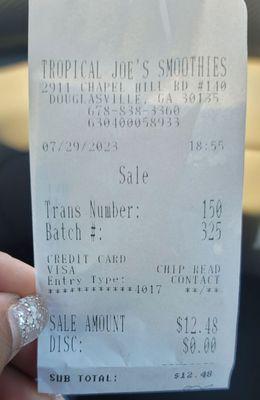 TROPICAL JOE'S SMOOTHIES
2911 CHAPEL HILL RD #140
DOUGLASVILLE, GA 30135
678-838-3360
630400058933
07/29/2023 18:55
Sale
Trans Number: 150
Batch #: 325
CREDIT CARD
VISA CHIP READ
Entry Type: CONTACT
************4017 **/**
SALE AMOUNT $12.48
DISC: $0.00
SUB TOTAL: $12.48